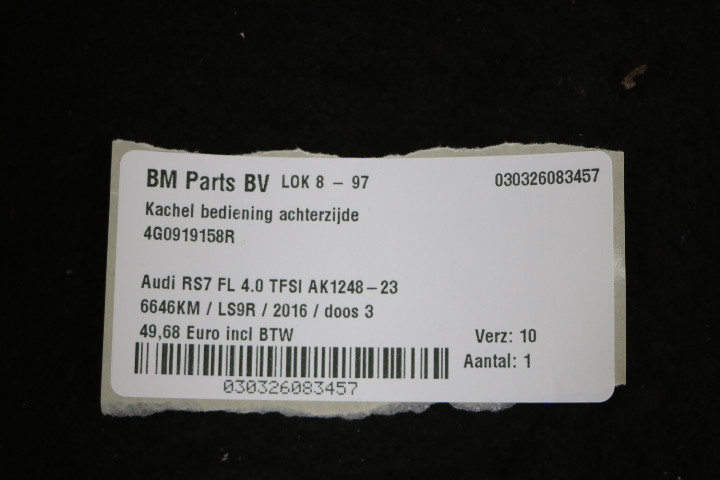 BM Parts BV LOK 8 - 97 030326083457
Kachel bediening achterzijde
4G0919158R
Audi RS7 FL 4.0 TFSI AK1248-23
6646KM / LS9R / 2016 / doos 3
49,68 Euro incl BTW Verz: 10
Aantal: 1
030326083457